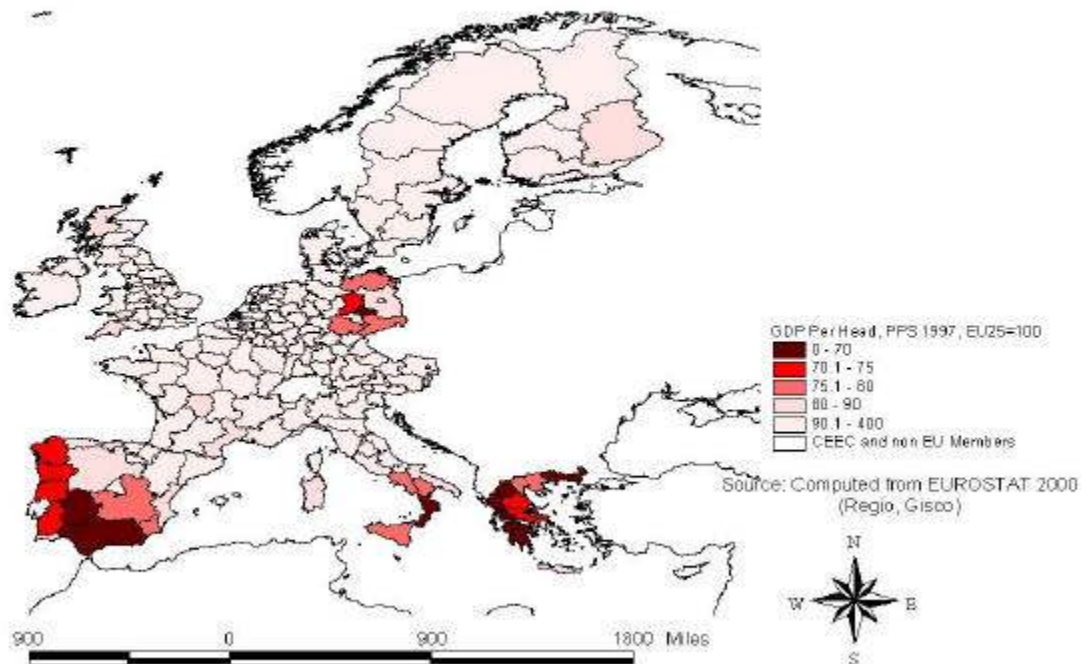 GDP Per Head, PPS 1997, EU25=100
0 - 70
70.1 - 75
75.1 - 80
80 - 90
90.1 - 400
CEEC and non EU Members
Source: Computed from EUROSTAT 2000
(Regio, Gisco)
N
W E
S
900 0 900 1800 Miles